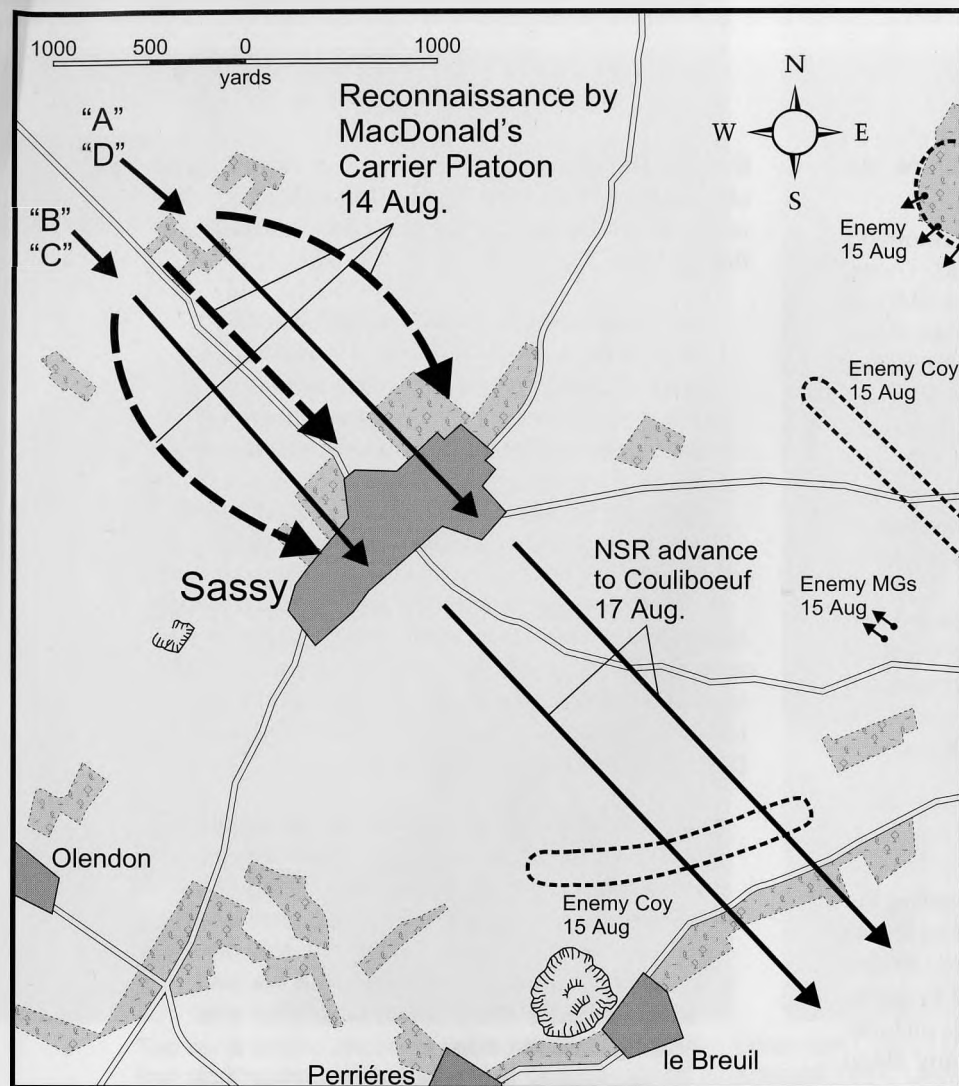 1000 500 0 1000
yards
"A"
"D"
"B"
"C"
Reconnaissance by
MacDonald's
Carrier Platoon
14 Aug.
N
W E
S
Enemy
15 Aug
Enemy Coy
15 Aug
Sassy
NSR advance
to Couliboeuf
17 Aug.
Enemy MGs
15 Aug
Olendon
Enemy Coy
15 Aug
le Breuil
Perriéres